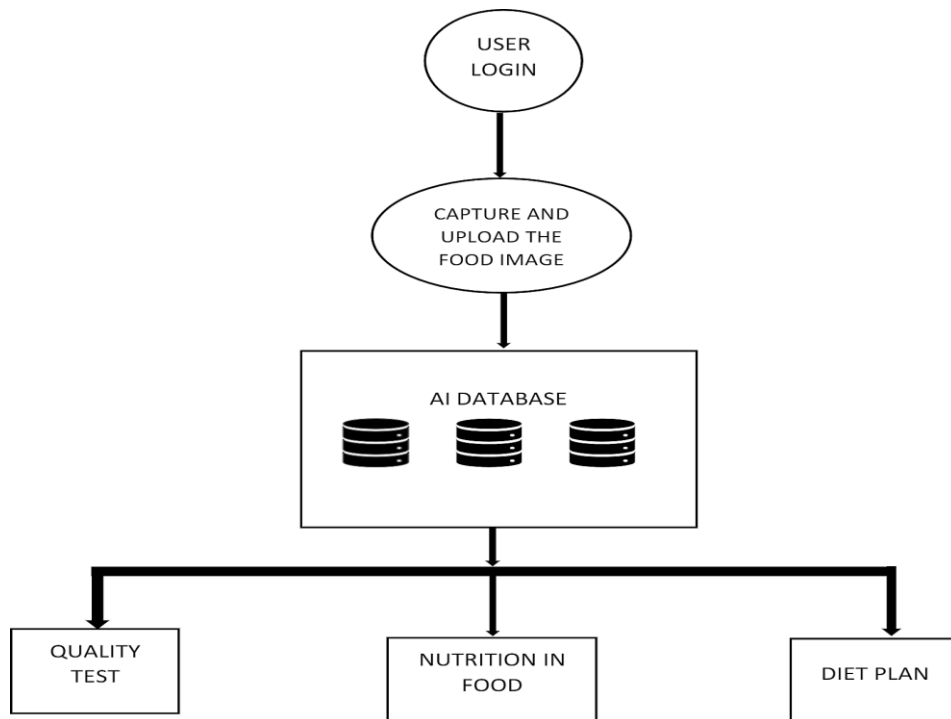 USER
LOGIN
CAPTURE AND
UPLOAD THE
FOOD IMAGE
AI DATABASE
QUALITY
TEST
NUTRITION IN
FOOD
DIET PLAN